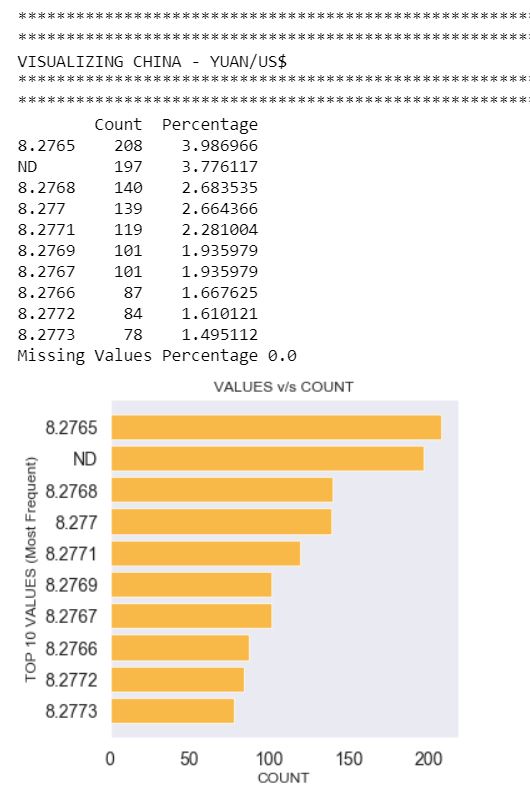 ********************************************************
********************************************************
VISUALIZING CHINA - YUAN/US$
********************************************************
********************************************************
Count Percentage
8.2765 208 3.986966
ND 197 3.776117
8.2768 140 2.683535
8.277 139 2.664366
8.2771 119 2.281004
8.2769 101 1.935979
8.2767 101 1.935979
8.2766 87 1.667625
8.2772 84 1.610121
8.2773 78 1.495112
Missing Values Percentage 0.0
VALUES v/s COUNT
TOP 10 VALUES (Most Frequent)
8.2765
ND
8.2768
8.277
8.2771
8.2769
8.2767
8.2766
8.2772
8.2773
0 50 100 150 200
COUNT